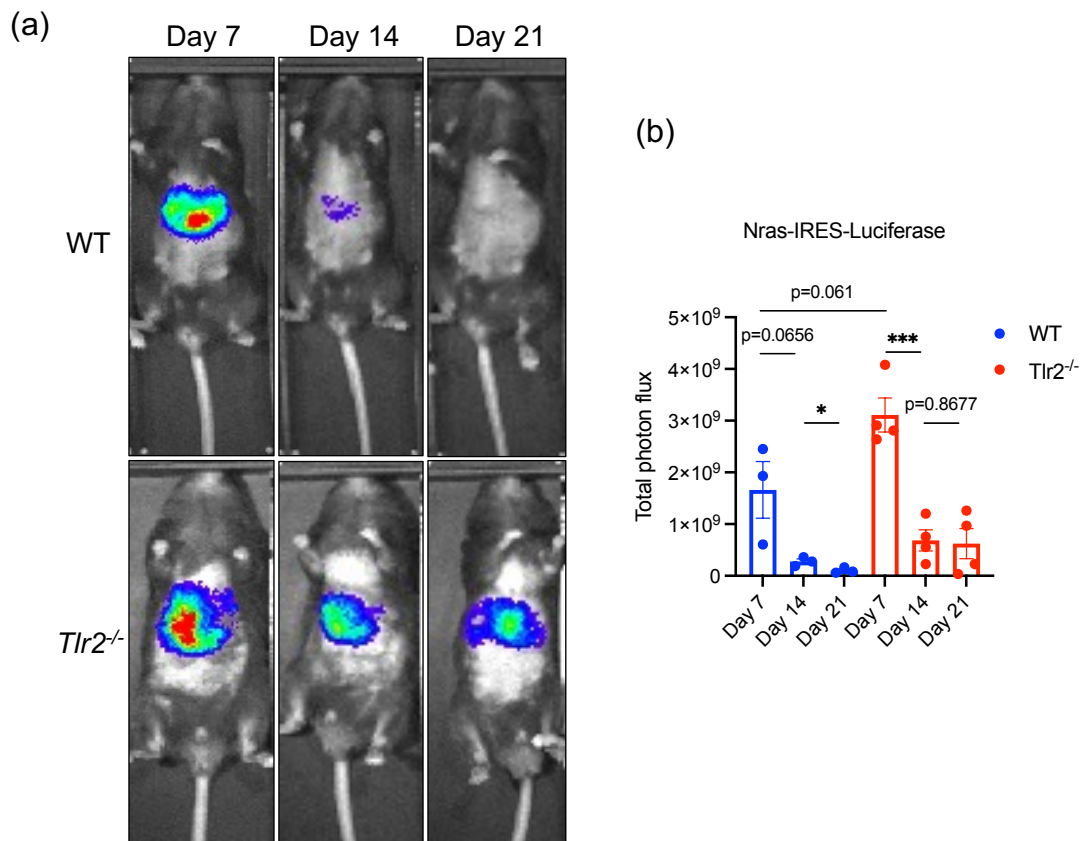 (a)
Day 7 Day 14 Day 21
WT
Tlr2-/-
(b)
Nras-IRES-Luciferase
p=0.061
p=0.0656
***
*
p=0.8677
WT
Tlr2-/-
Total photon flux
5×10⁹
4×10⁹
3×10⁹
2×10⁹
1×10⁹
0
Day 7 Day 14 Day 21 Day 7 Day 14 Day 21